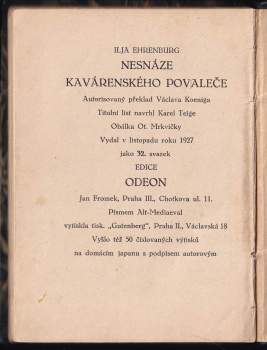 ILJA EHRENBURG
NESNÁZE
KAVÁRENSKÉHO POVALEČE
Autorisovaný překlad Václava Koeniga
Titulní list navrhl Karel Teige
Obálka Ot. Mrkvičky
Vydal v listopadu roku 1927
jako 32. svazek
EDICE
ODEON
Jan Fromek, Praha III., Chotkova ul. 11.
Písmem Alt-Mediaeval
vytiskla tisk. „Gutenberg“, Praha II., Václavská 18
Vyšlo též 50 číslovaných výtisků
na domácím japanu s podpisem autorovým